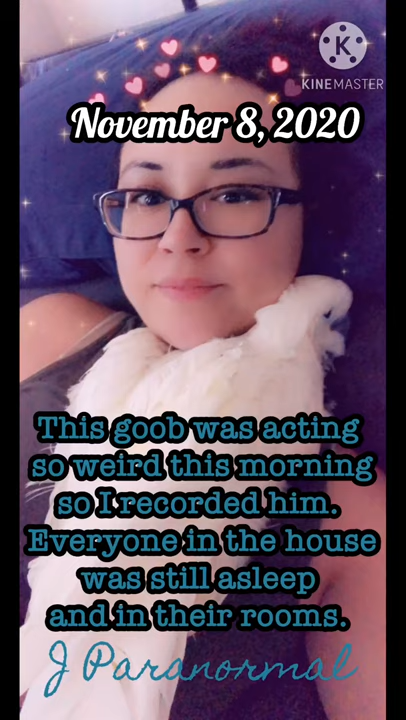 K
KINEMASTER
November 8, 2020
This goob was acting
so weird this morning
so I recorded him.
Everyone in the house
was still asleep
and in their rooms.
J Paranormal